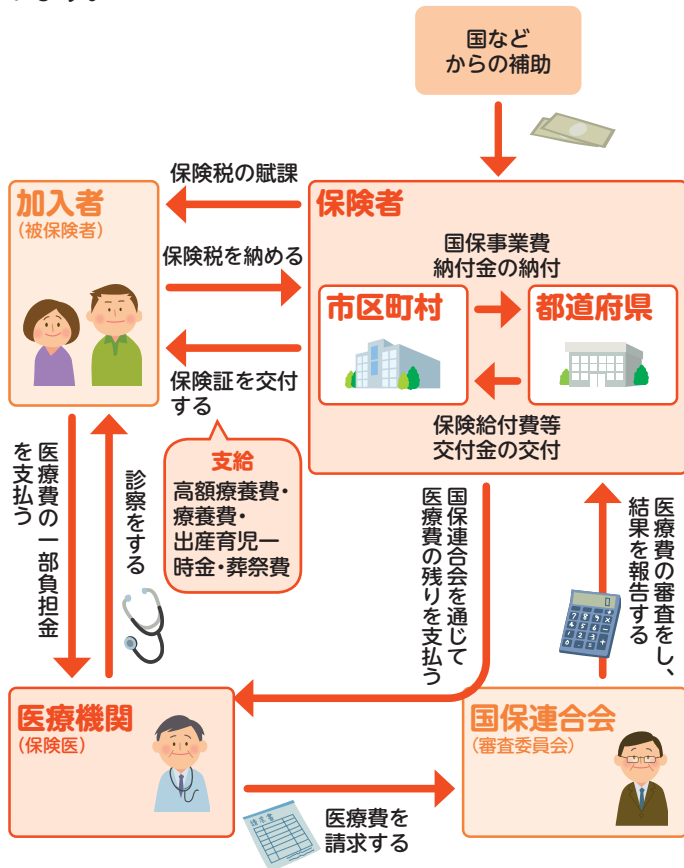 国など
からの補助
保険税の賦課
加入者
(被保険者)
保険税を納める
保険証を交付
する
支給
高額療養費・
療養費・
出産育児一
時金・葬祭費
保険者
国保事業費
納付金の納付
市区町村
都道府県
保険給付費等
交付金の交付
医療費の一部負担金
を支払う
診察をする
国保連合会を通じて
医療費の残りを支払う
医療費の審査をし、
結果を報告する
医療機関
(保険医)
国保連合会
(審査委員会)
請求書
医療費を
請求する